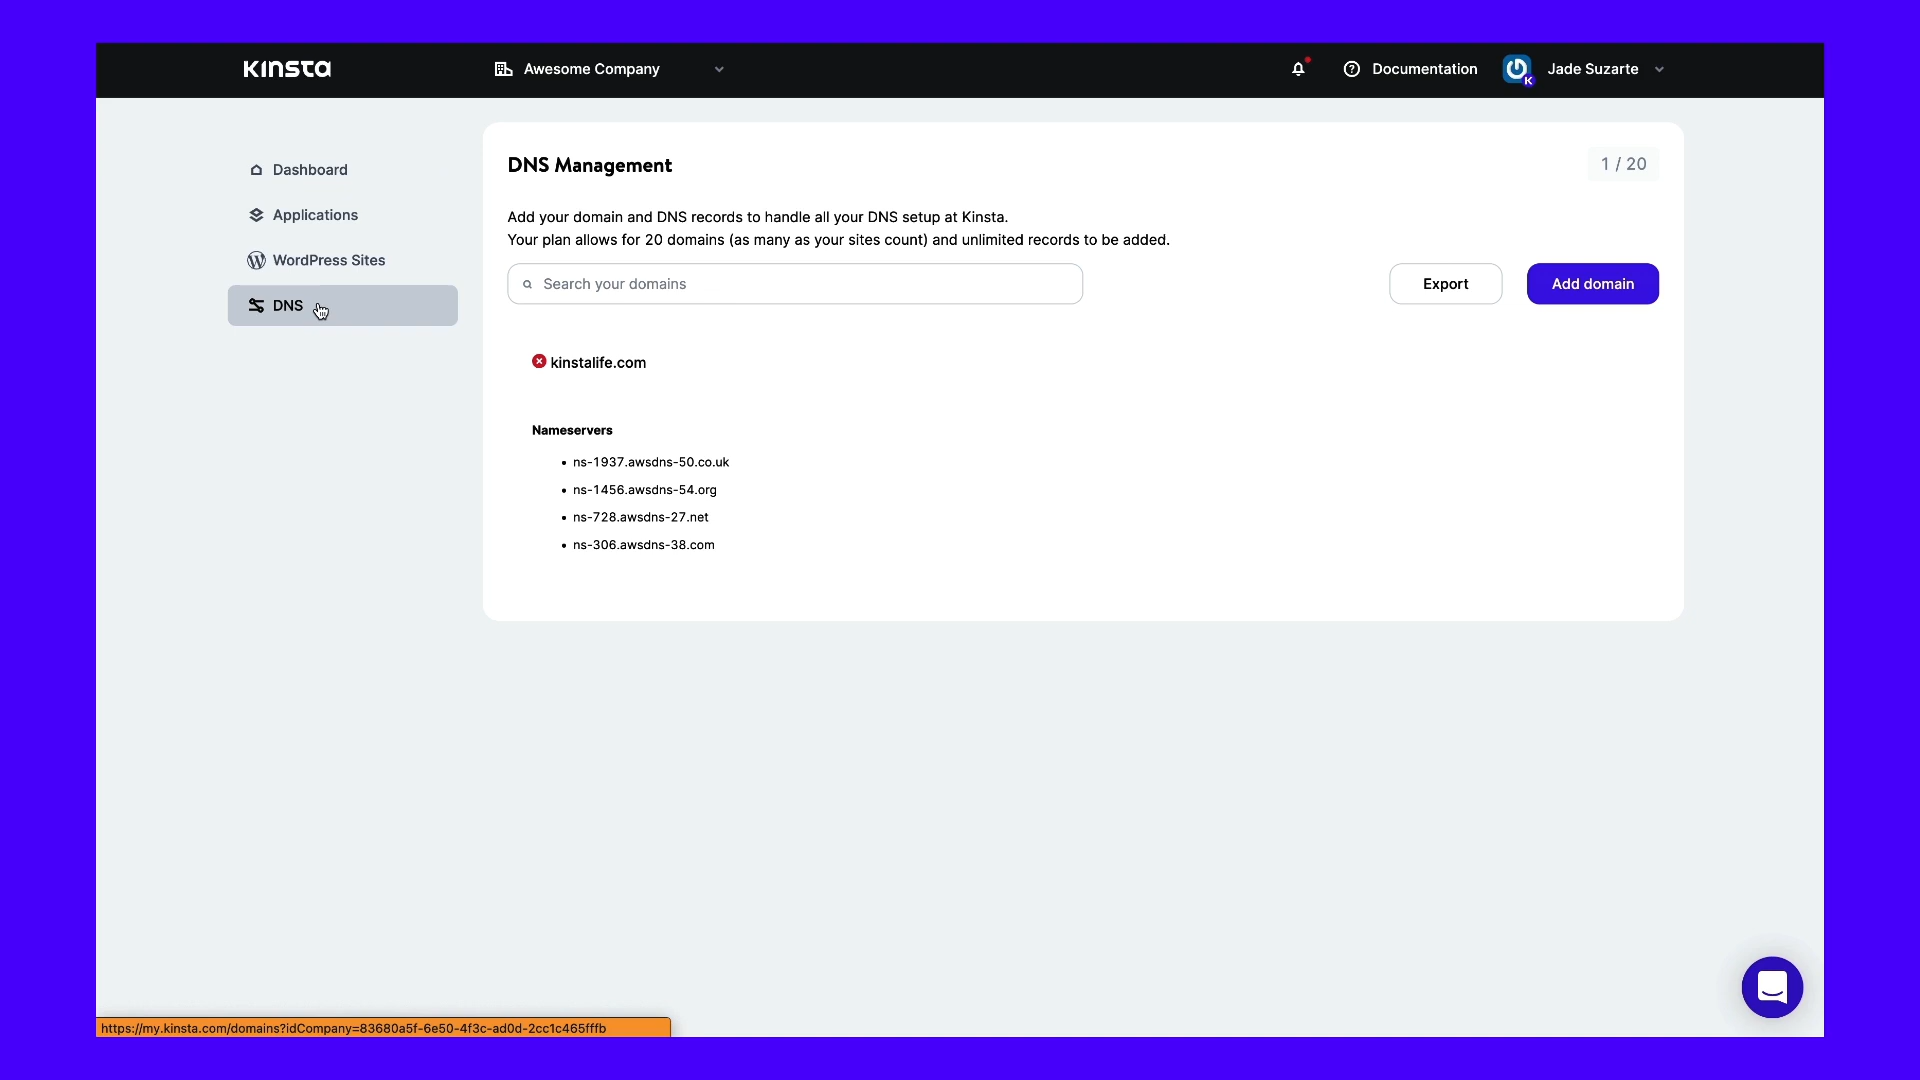 Kinsta
Awesome Company
Documentation
K
Jade Suzarte
Dashboard
Applications
WordPress Sites
DNS
DNS Management
1 / 20
Add your domain and DNS records to handle all your DNS setup at Kinsta.
Your plan allows for 20 domains (as many as your sites count) and unlimited records to be added.
Search your domains
Export
Add domain
kinstalife.com
Nameservers
• ns-1937.awsdns-50.co.uk
• ns-1456.awsdns-54.org
• ns-728.awsdns-27.net
• ns-306.awsdns-38.com
https://my.kinsta.com/domains?idCompany=83680a5f-6e50-4f3c-ad0d-2cc1c465fffb